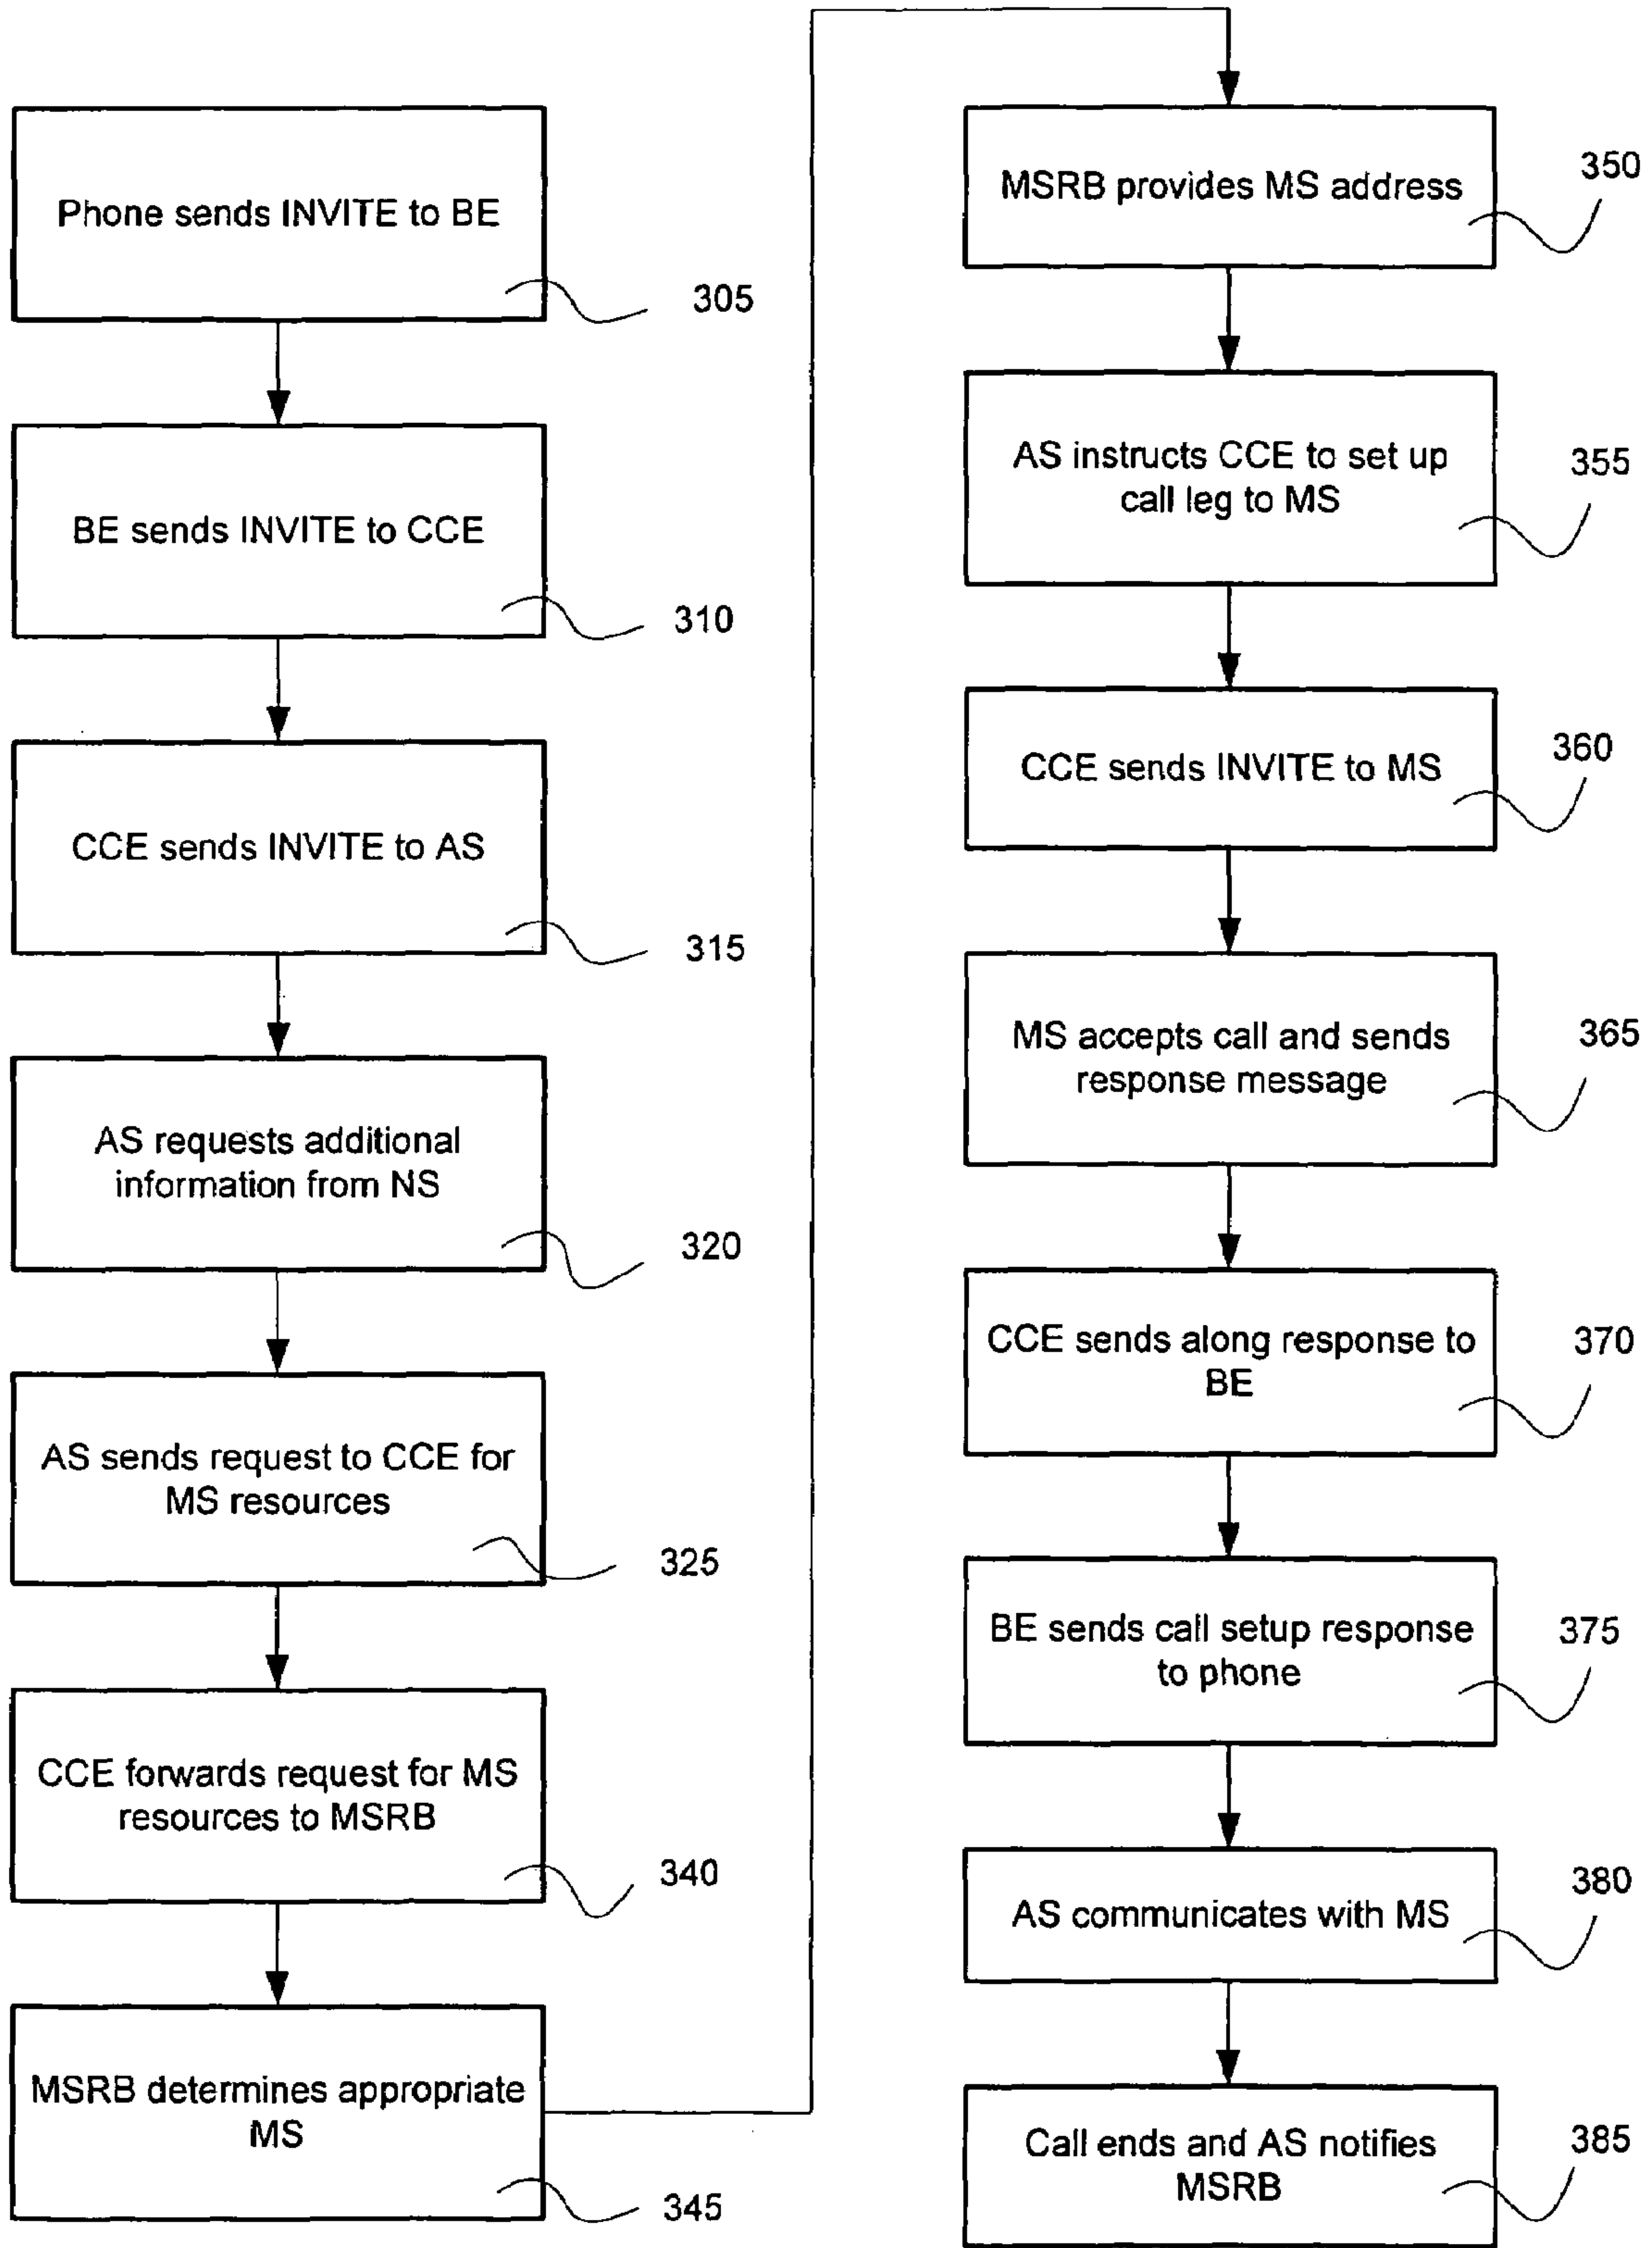 Phone sends INVITE to BE
305
BE sends INVITE to CCE
310
CCE sends INVITE to AS
315
AS requests additional
information from NS
320
AS sends request to CCE for
MS resources
325
CCE forwards request for MS
resources to MSRB
340
MSRB determines appropriate
MS
345
MSRB provides MS address
350
AS instructs CCE to set up
call leg to MS
355
CCE sends INVITE to MS
360
MS accepts call and sends
response message
365
CCE sends along response to
BE
370
BE sends call setup response
to phone
375
AS communicates with MS
380
Call ends and AS notifies
MSRB
385